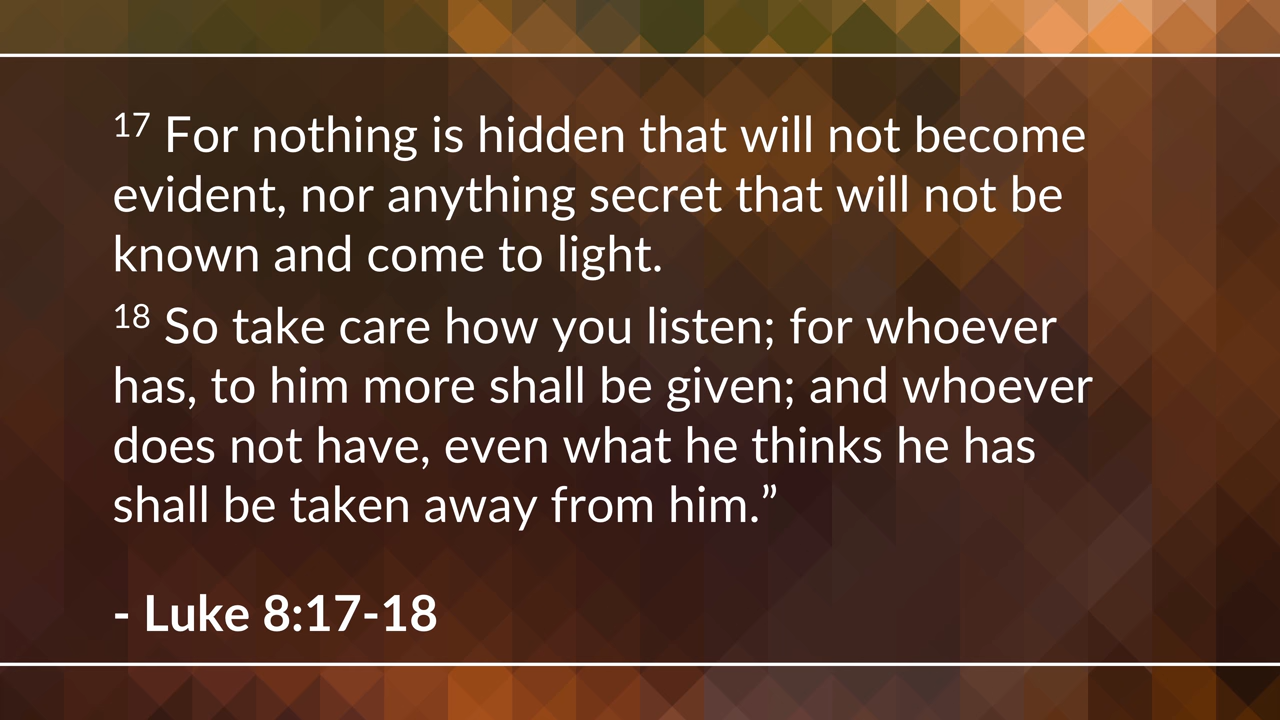 17 For nothing is hidden that will not become
evident, nor anything secret that will not be
known and come to light.
18 So take care how you listen; for whoever
has, to him more shall be given; and whoever
does not have, even what he thinks he has
shall be taken away from him.”
- Luke 8:17-18